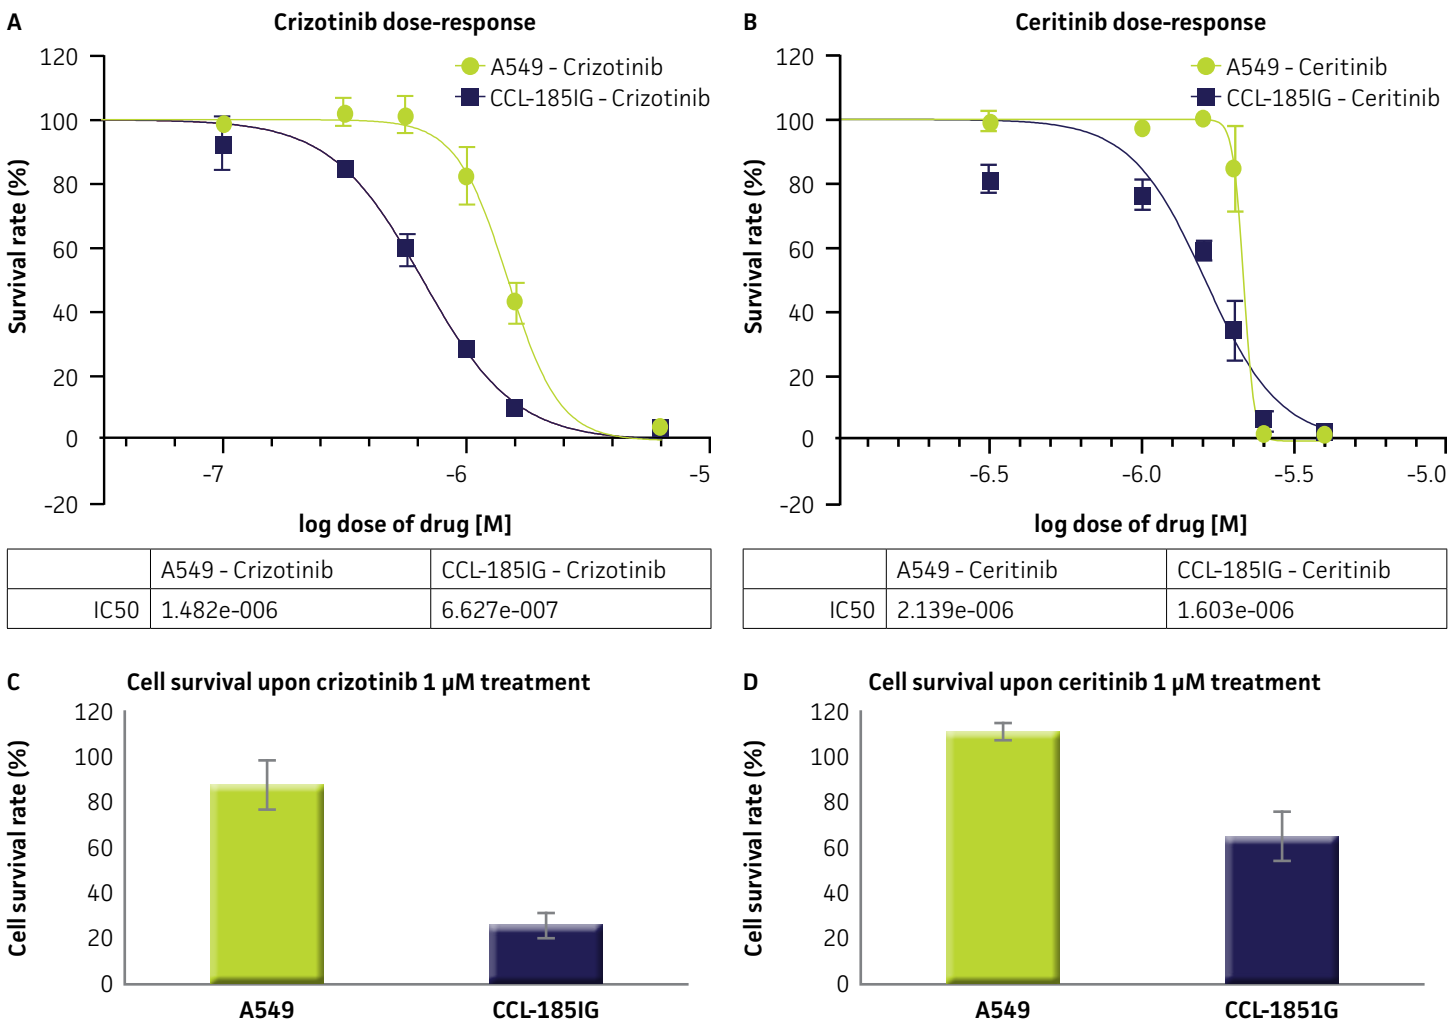 A
Crizotinib dose-response
120
100
80
60
40
20
0
-20
Survival rate (%)
A549 - Crizotinib
CCL-185IG - Crizotinib
-7
-6
-5
log dose of drug [M]
A549 - Crizotinib
CCL-185IG - Crizotinib
IC50
1.482e-006
6.627e-007
B
Ceritinib dose-response
120
100
80
60
40
20
0
-20
Survival rate (%)
A549 - Ceritinib
CCL-185IG - Ceritinib
-6.5
-6.0
-5.5
-5.0
log dose of drug [M]
A549 - Ceritinib
CCL-185IG - Ceritinib
IC50
2.139e-006
1.603e-006
C
Cell survival upon crizotinib 1 µM treatment
120
100
80
60
40
20
0
Cell survival rate (%)
A549
CCL-185IG
D
Cell survival upon ceritinib 1 µM treatment
120
100
80
60
40
20
0
Cell survival rate (%)
A549
CCL-1851G